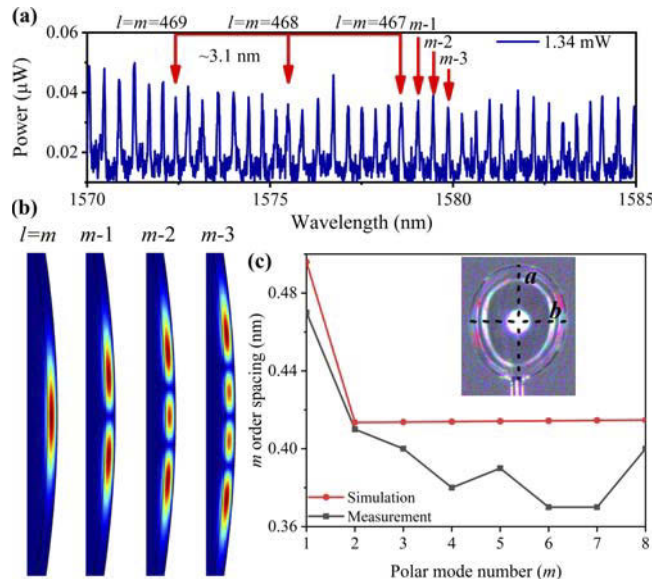 (a)
l=m=469 l=m=468 l=m=467 m-1
m-2
m-3
~3.1 nm
1.34 mW
0.06
0.04
0.02
Power (μW)
1570 1575 1580 1585
Wavelength (nm)
(b)
l=m m-1 m-2 m-3
(c)
a
b
0.48
0.44
0.40
0.36
m order spacing (nm)
Simulation
Measurement
1 2 3 4 5 6 7 8
Polar mode number (m)